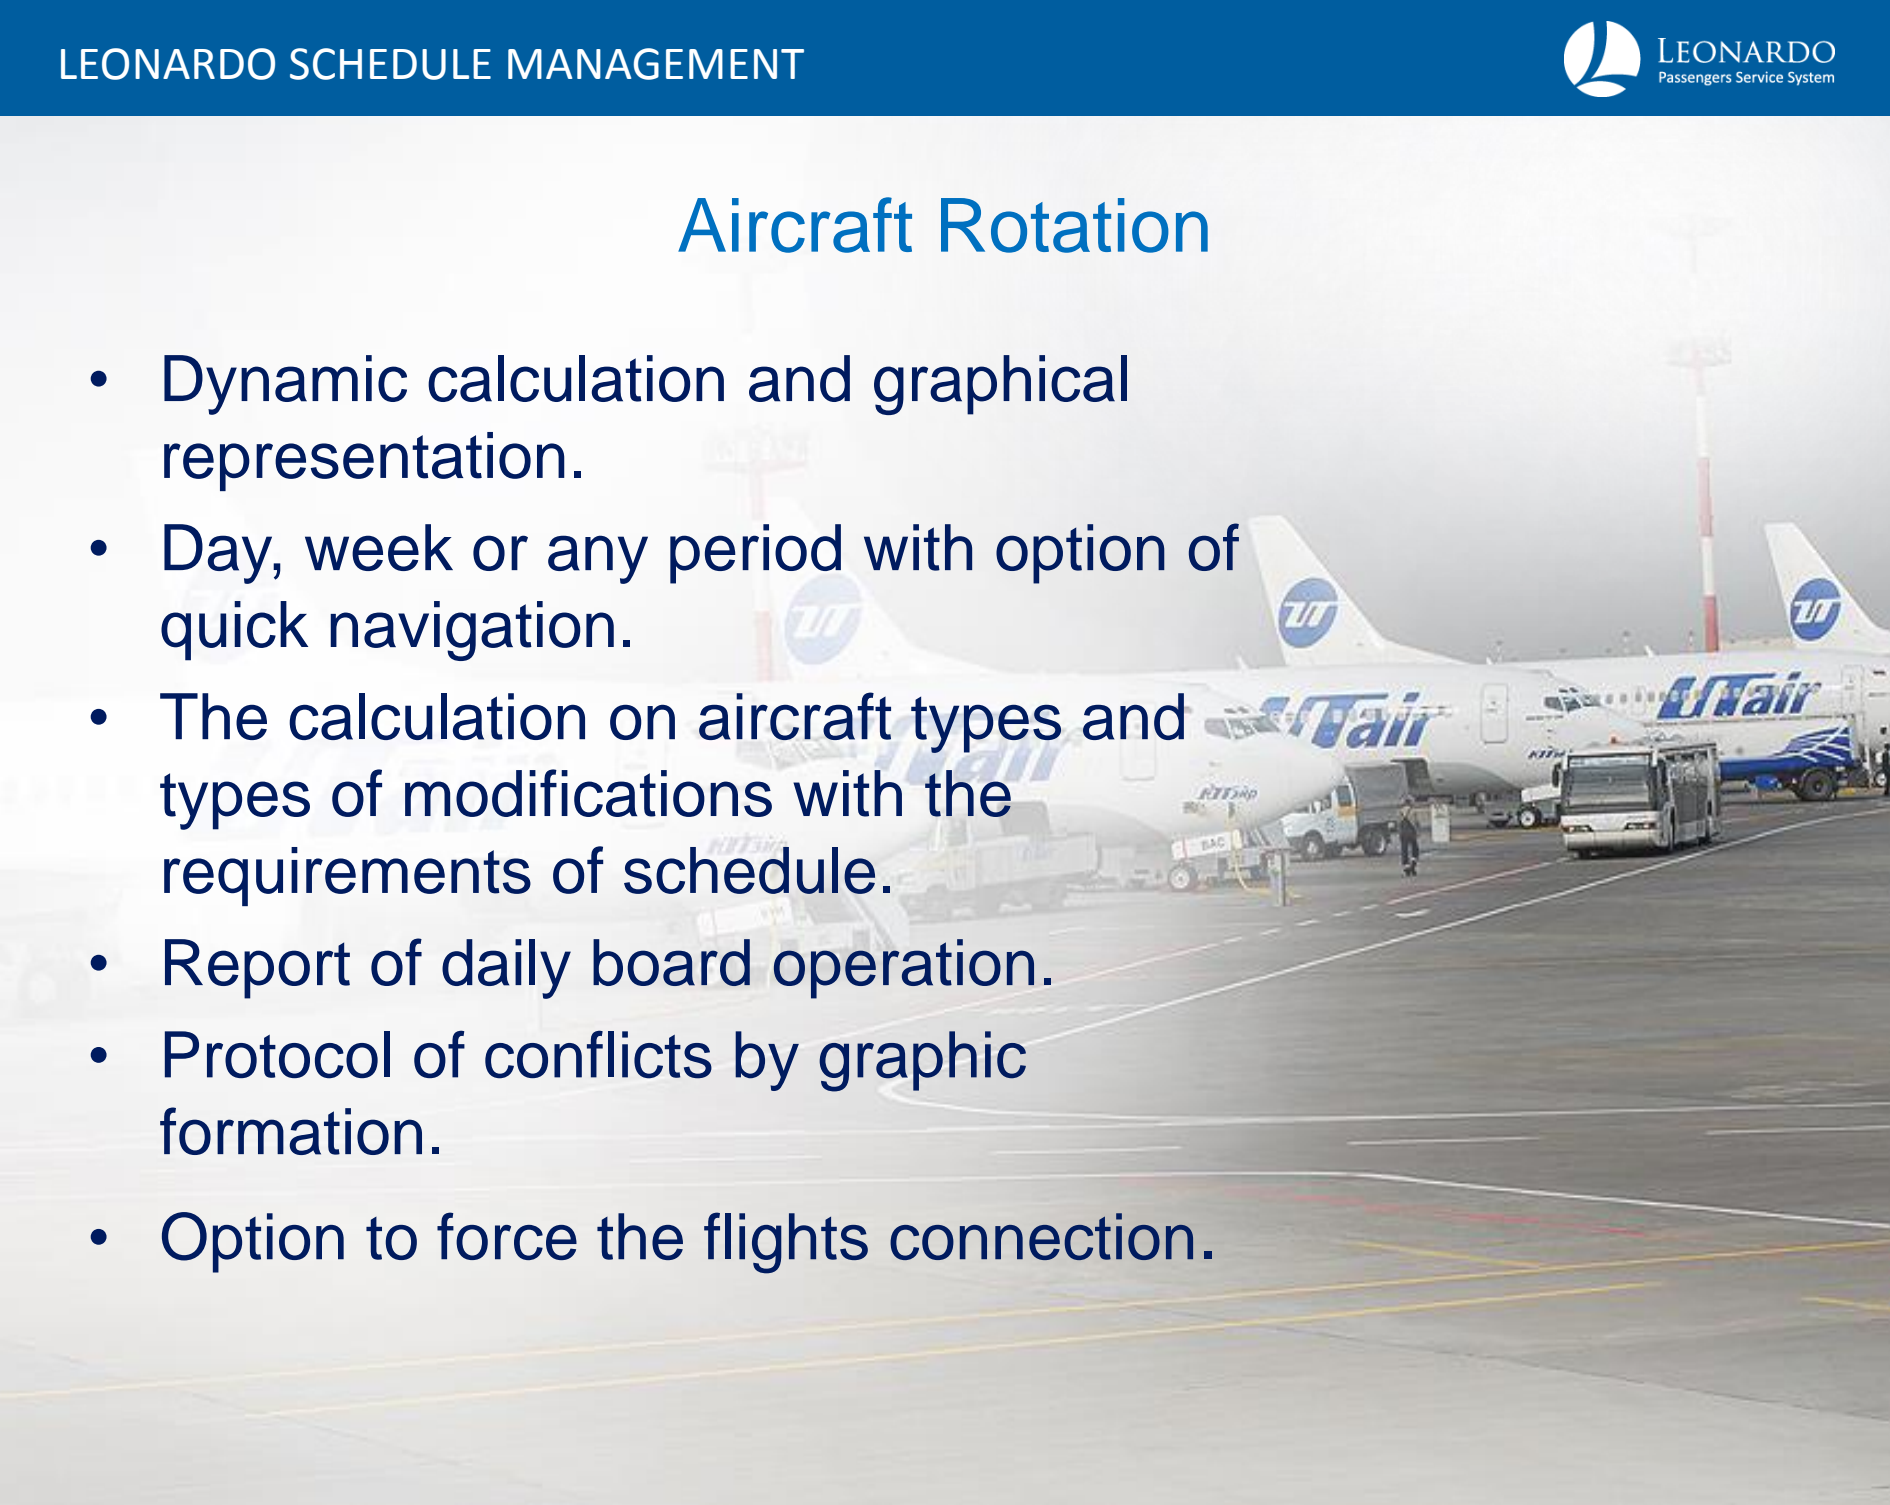 LEONARDO SCHEDULE MANAGEMENT
LEONARDO
Passengers Service System
Aircraft Rotation
• Dynamic calculation and graphical
representation.
• Day, week or any period with option of
quick navigation.
• The calculation on aircraft types and
types of modifications with the
requirements of schedule.
• Report of daily board operation.
• Protocol of conflicts by graphic
formation.
• Option to force the flights connection.
UTair
UTair
UTair